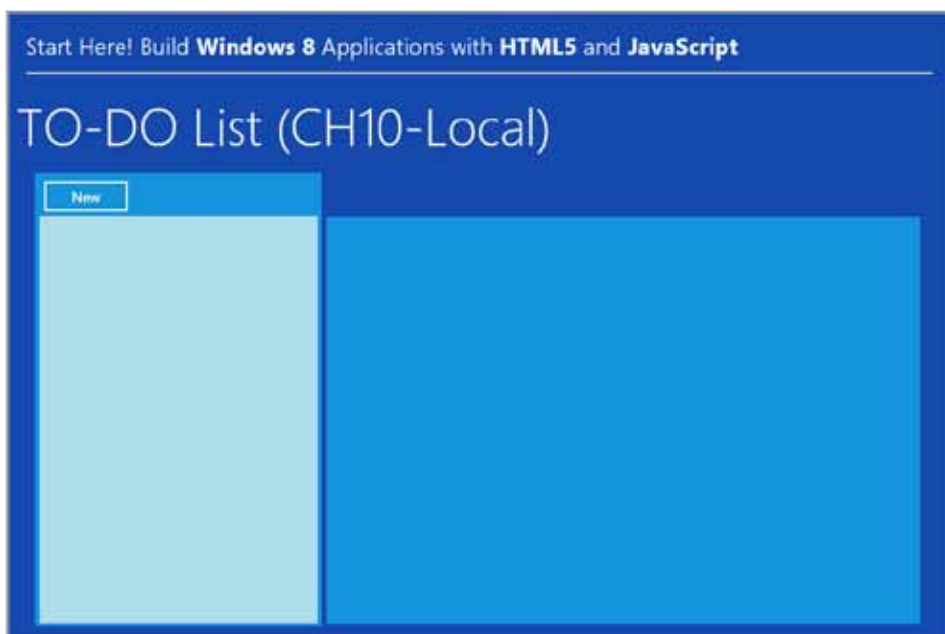 Start Here! Build Windows 8 Applications with HTML5 and JavaScript
TO-DO List (CH10-Local)
New